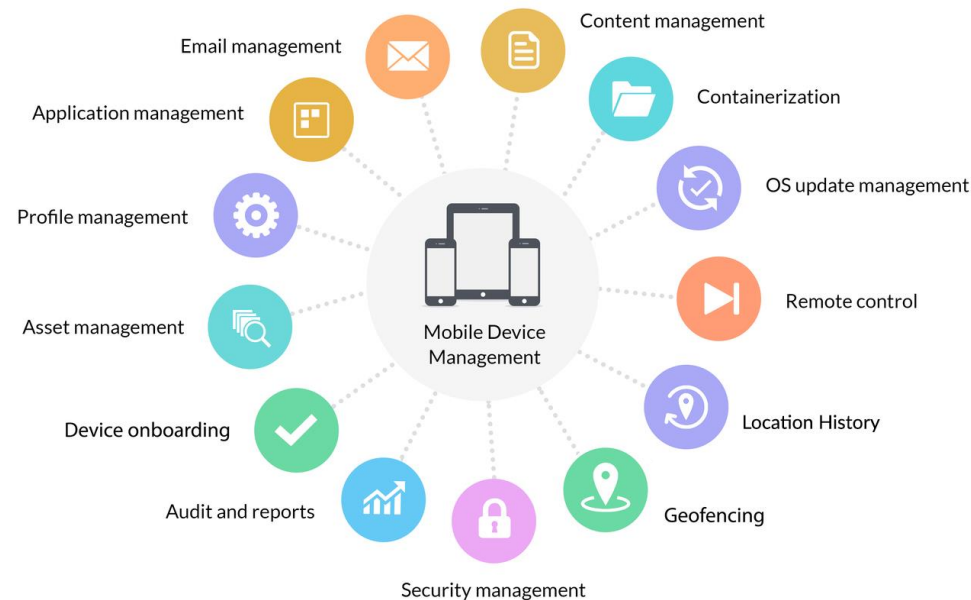 Content management
Email management
Containerization
Application management
OS update management
Profile management
Remote control
Asset management
Mobile Device
Management
Location History
Device onboarding
Audit and reports
Geofencing
Security management